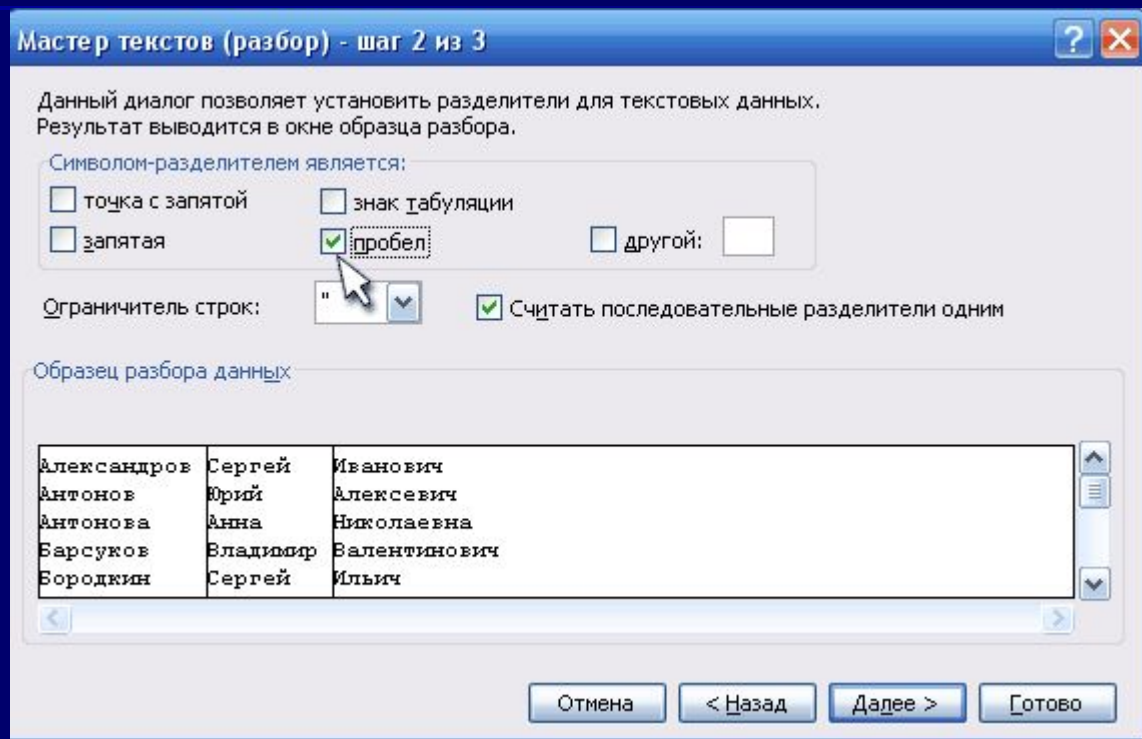 Мастер текстов (разбор) - шаг 2 из 3
Данный диалог позволяет установить разделители для текстовых данных.
Результат выводится в окне образца разбора.
Символом-разделителем является:
точка с запятой знак табуляции
запятая пробел другой:
Ограничитель строк: " Считать последовательные разделители одним
Образец разбора данных
Александров Сергей Иванович
Антонов Юрий Алексевич
Антонова Анна Николаевна
Барсуков Владимир Валентинович
Бородкин Сергей Ильич
Отмена < Назад Далее > Готово